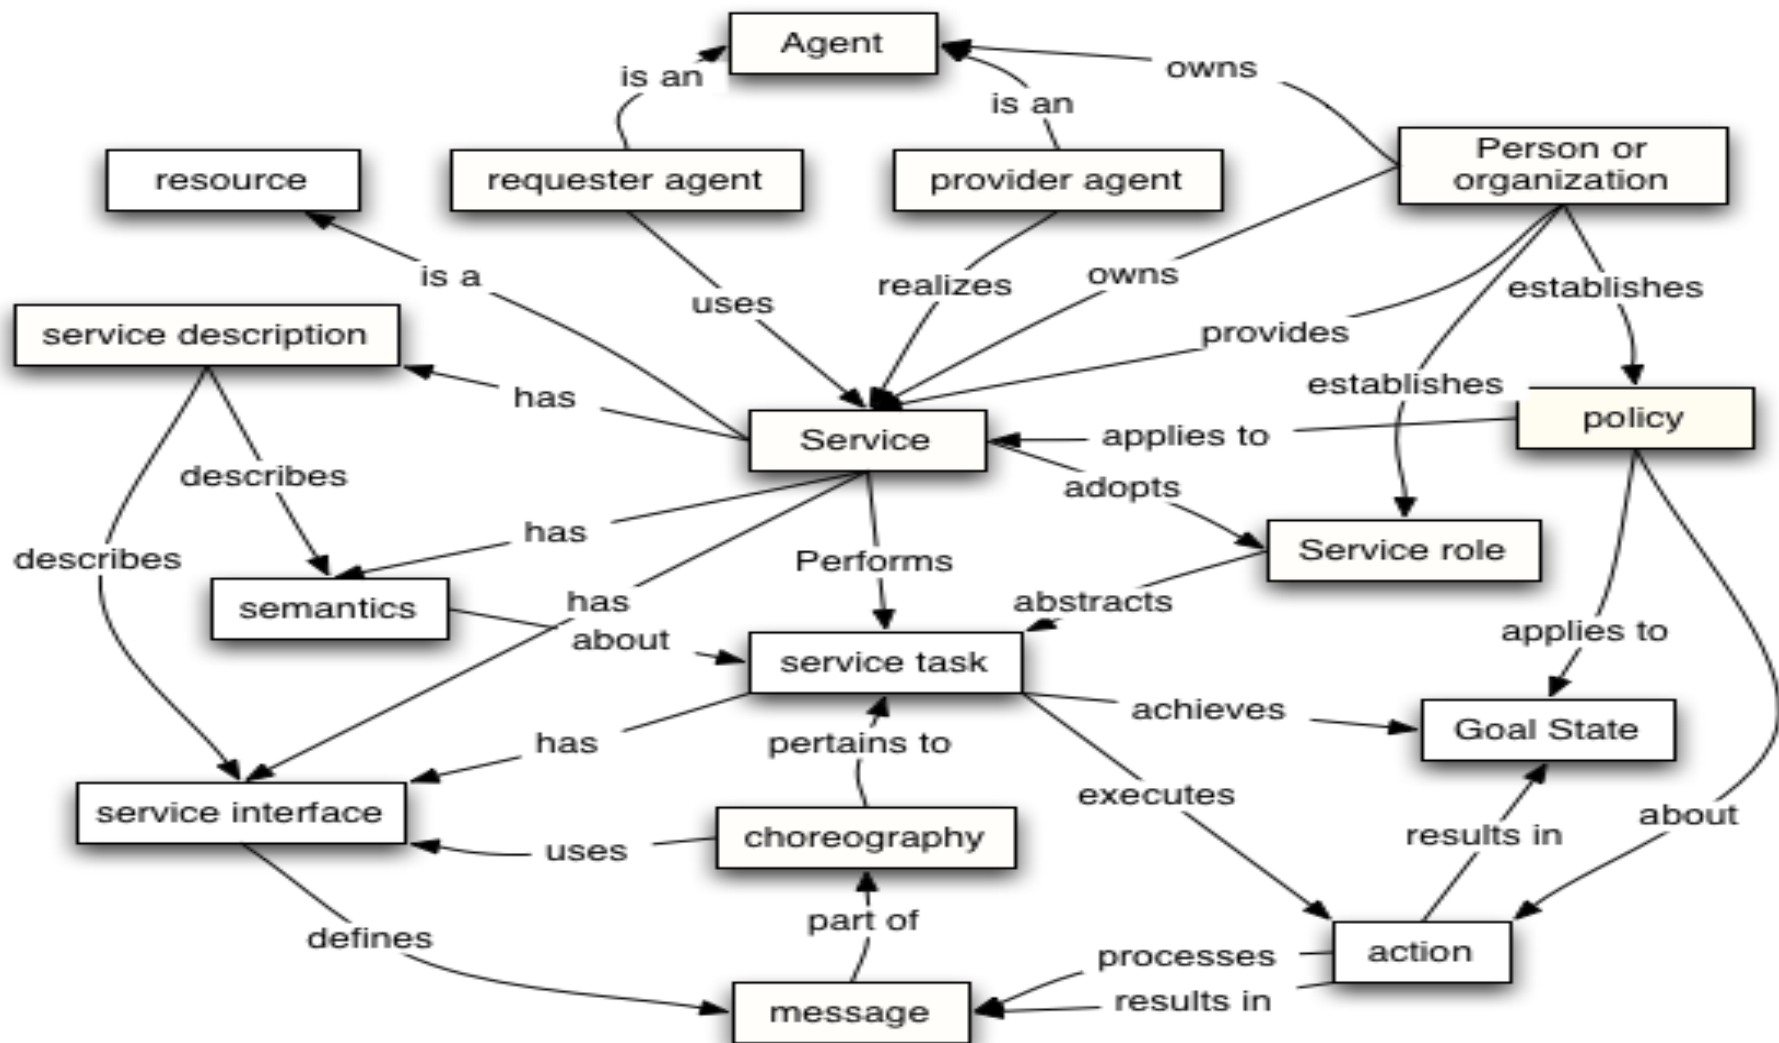 Agent
is an
owns
is an
Person or
organization
resource
requester agent
provider agent
is a
uses
realizes
owns
establishes
service description
provides
has
establishes
policy
Service
applies to
describes
adopts
has
describes
Performs
Service role
semantics
has
abstracts
about
applies to
service task
achieves
Goal State
has
pertains to
executes
service interface
about
choreography
results in
uses
part of
defines
processes
action
results in
message